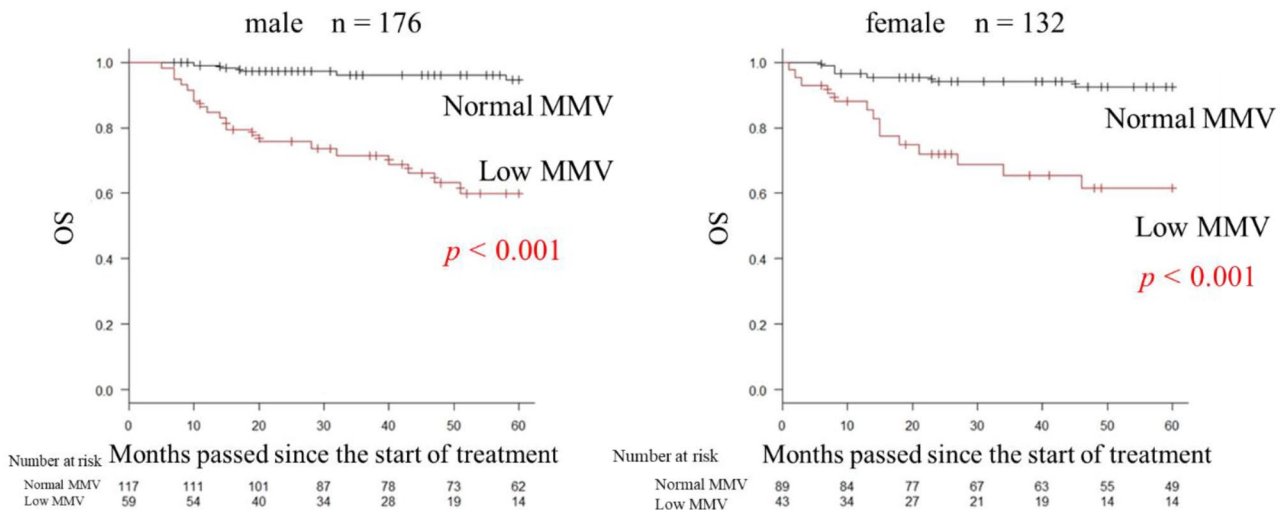 male n = 176
1.0
0.8
0.6
0.4
0.2
0.0
OS
Normal MMV
Low MMV
p < 0.001
0 10 20 30 40 50 60
Months passed since the start of treatment
Number at risk
Normal MMV 117 111 101 87 78 73 62
Low MMV 59 54 40 34 28 19 14
female n = 132
1.0
0.8
0.6
0.4
0.2
0.0
OS
Normal MMV
Low MMV
p < 0.001
0 10 20 30 40 50 60
Months passed since the start of treatment
Number at risk
Normal MMV 89 84 77 67 63 55 49
Low MMV 43 34 27 21 19 14 14